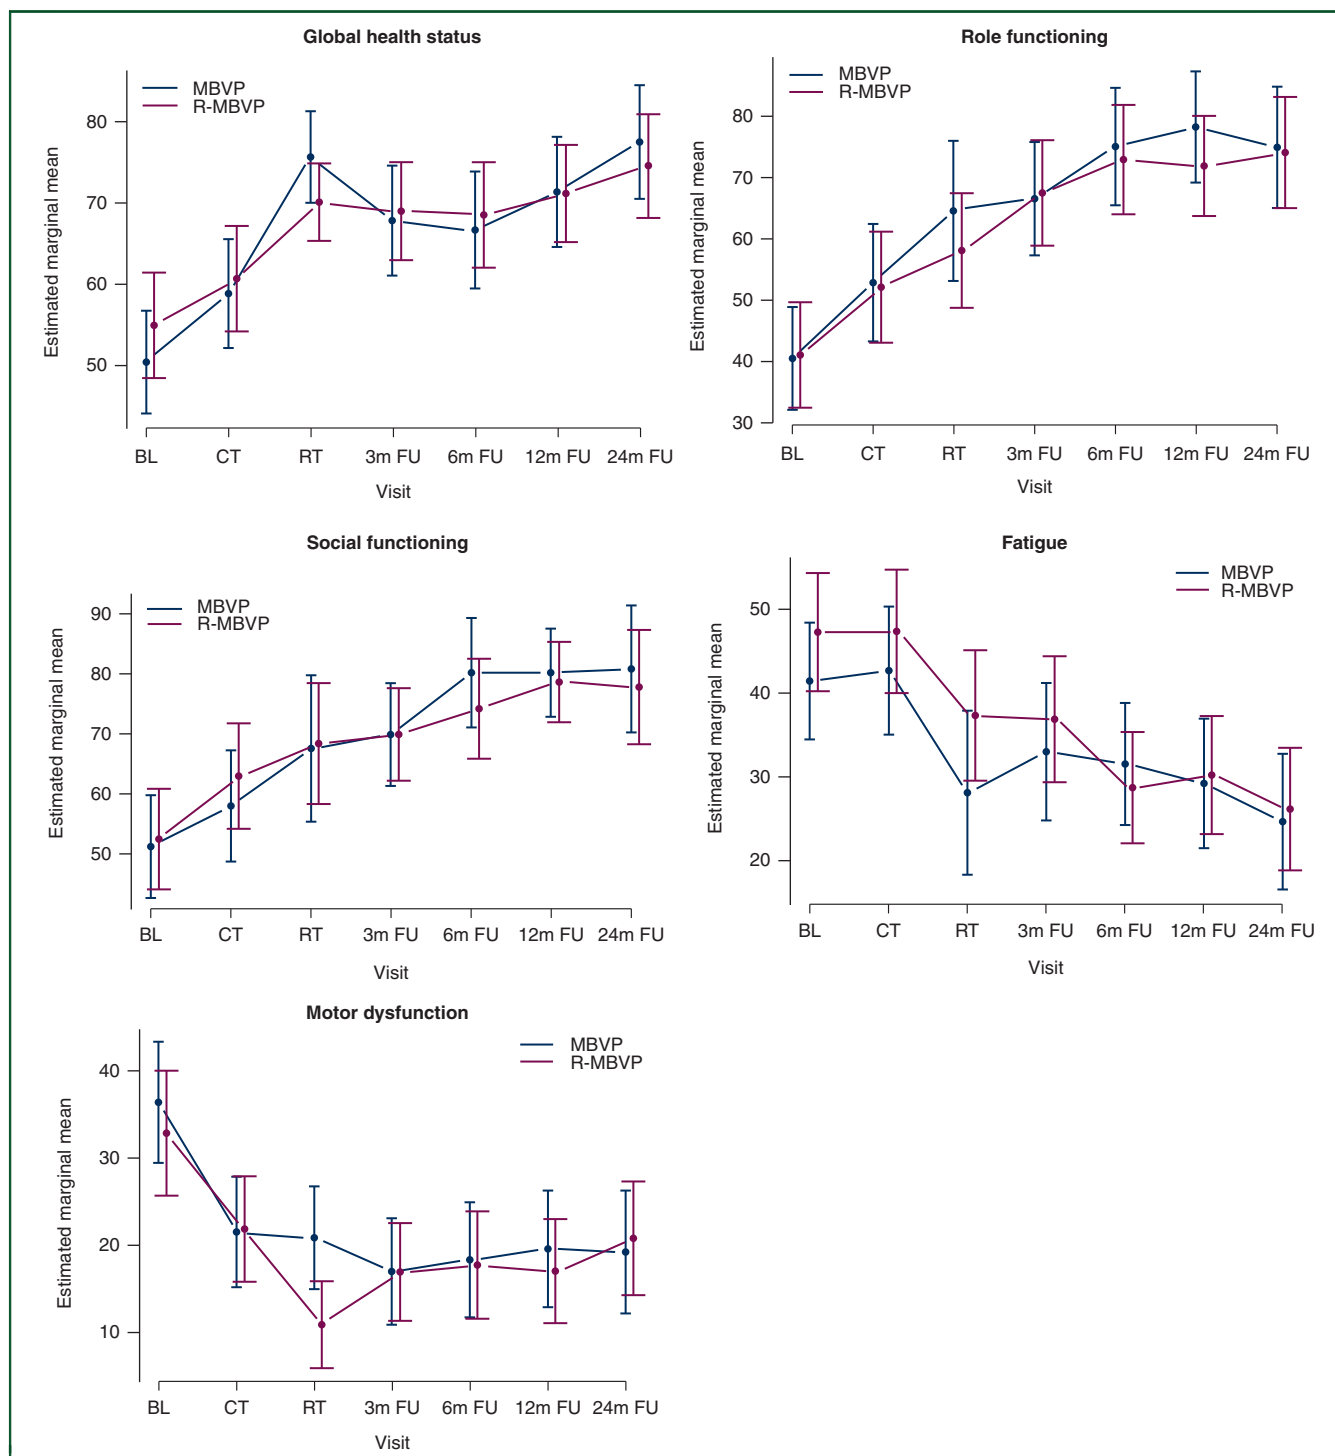 Global health status
MBVP
R-MBVP
Estimated marginal mean
80
70
60
50
BL CT RT 3m FU 6m FU 12m FU 24m FU
Visit
Role functioning
MBVP
R-MBVP
Estimated marginal mean
80
70
60
50
40
30
BL CT RT 3m FU 6m FU 12m FU 24m FU
Visit
Social functioning
MBVP
R-MBVP
Estimated marginal mean
90
80
70
60
50
BL CT RT 3m FU 6m FU 12m FU 24m FU
Visit
Fatigue
MBVP
R-MBVP
Estimated marginal mean
50
40
30
20
BL CT RT 3m FU 6m FU 12m FU 24m FU
Visit
Motor dysfunction
MBVP
R-MBVP
Estimated marginal mean
40
30
20
10
BL CT RT 3m FU 6m FU 12m FU 24m FU
Visit